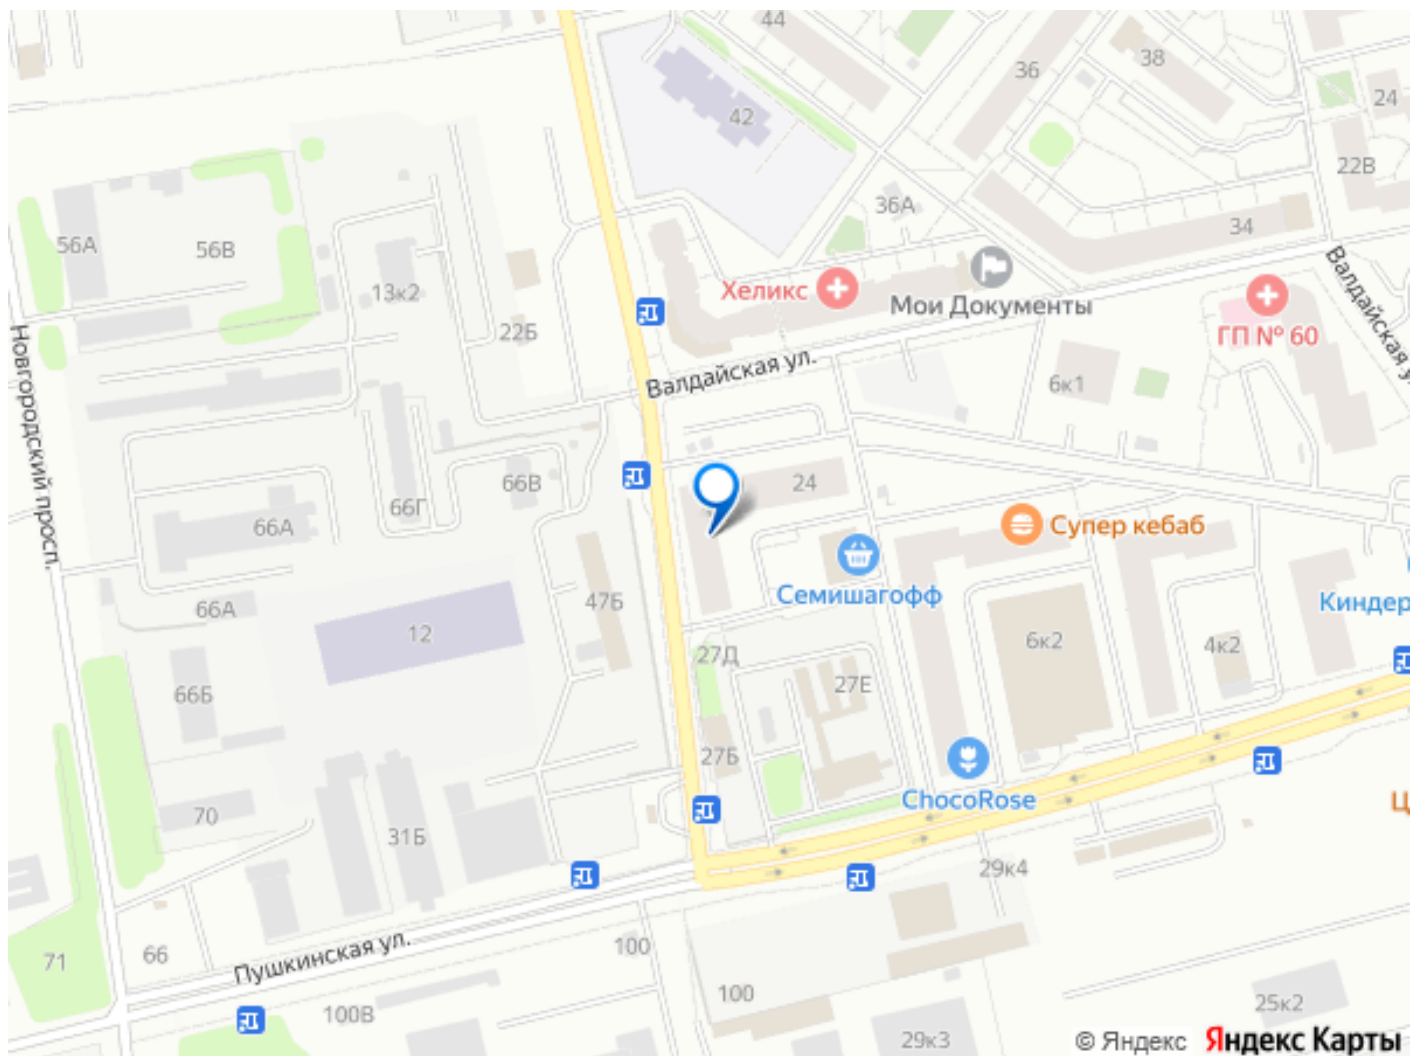 44
38
36
24
42
22В
36А
34
56А
56В
13к2
Хеликс
Мои Документы
22Б
ГП № 60
Валдайская ул.
Валдайская у
6к1
Новгородский просп.
24
66В
66Г
66А
Супер кебаб
Семишагофф
47Б
66А
12
Киндер
27Д
6к2
4к2
27Е
66Б
27Б
ChocoRose
Ц
70
31Б
29к4
Пушкинская ул.
100
66
71
100
100В
25к2
29к3
© Яндекс
Яндекс Карты